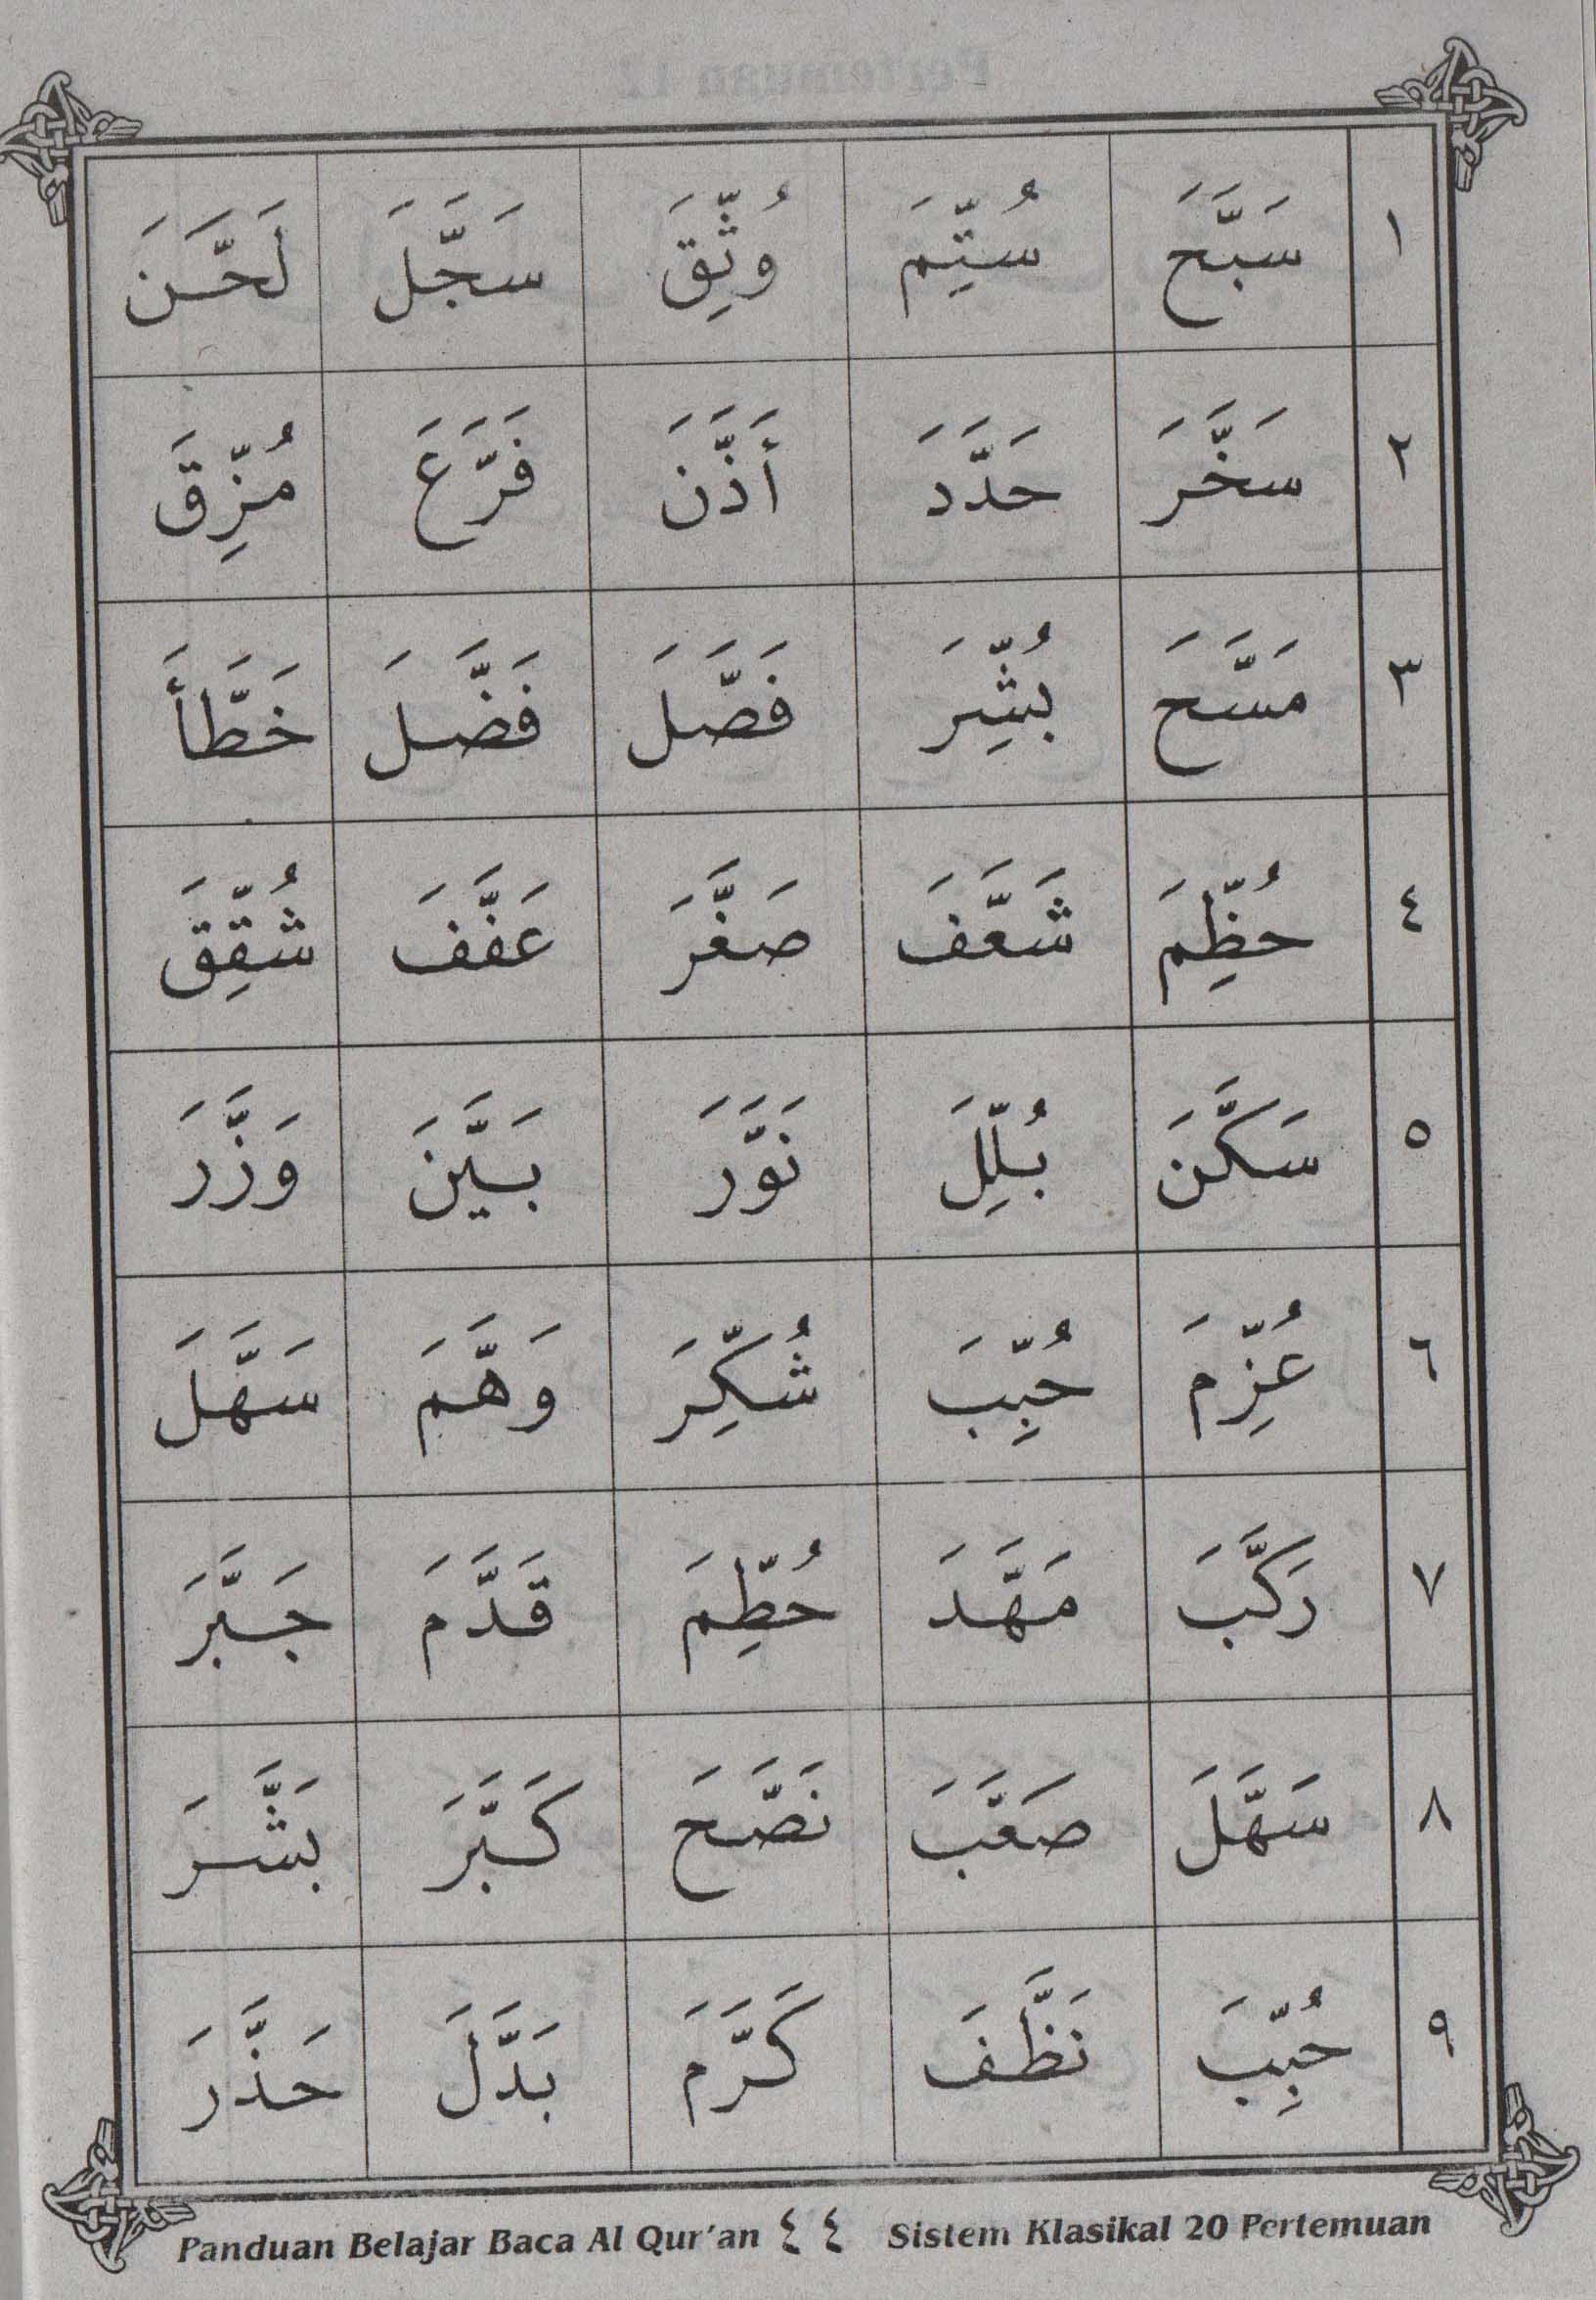 ١ سَبَّحَ سُتِّمَ وُثِّقَ سَجَّلَ لَحَّنَ
٢ سَخَّرَ حَدَّدَ أَذَّنَ فَرَّعَ مُزِّقَ
٣ مَسَّحَ بُشِّرَ فَصَّلَ فَضَّلَ خَطَّأَ
٤ حُظِّمَ شَعَّفَ صَغَّرَ عَفَّفَ شُقِّقَ
٥ سَكَّنَ بُلِّلَ نَوَّرَ بَيَّنَ وَزَّرَ
٦ عُزِّمَ حُبِّبَ شُكِّرَ وَهَّمَ سَهَّلَ
٧ رَكَّبَ مَهَّدَ حُطِّمَ قَدَّمَ جَبَّرَ
٨ سَهَّلَ صَعَّبَ نَصَّحَ كَبَّرَ بَشَّرَ
٩ حُبِّبَ نَظَّفَ كَرَّمَ بَدَّلَ حَذَّرَ
Panduan Belajar Baca Al Qur'an ٤٤ Sistem Klasikal 20 Pertemuan